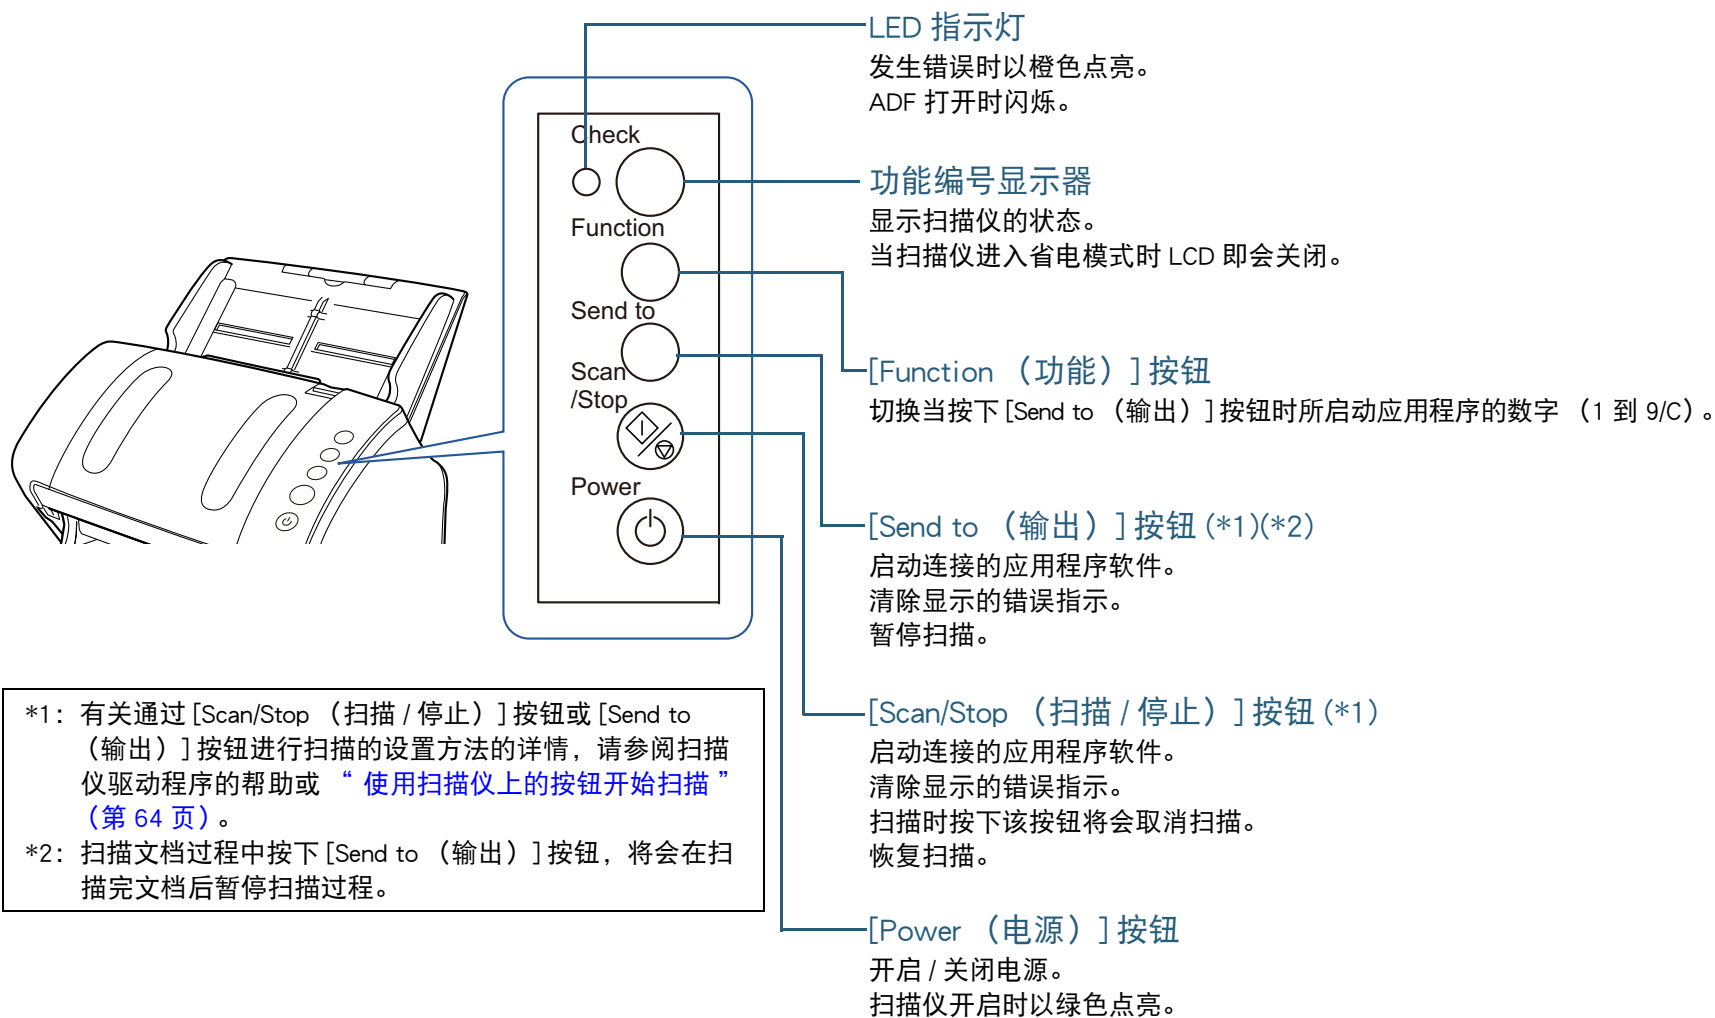 LED 指示灯
发生错误时以橙色点亮。
ADF 打开时闪烁。
Check
功能编号显示器
显示扫描仪的状态。
当扫描仪进入省电模式时 LCD 即会关闭。
Function
Send to
Scan
/Stop
[Function （功能）] 按钮
切换当按下 [Send to （输出）] 按钮时所启动应用程序的数字 （1 到 9/C）。
Power
[Send to （输出）] 按钮 (*1)(*2)
启动连接的应用程序软件。
清除显示的错误指示。
暂停扫描。
[Scan/Stop （扫描 / 停止）] 按钮 (*1)
启动连接的应用程序软件。
清除显示的错误指示。
扫描时按下该按钮将会取消扫描。
恢复扫描。
*1: 有关通过 [Scan/Stop （扫描 / 停止）] 按钮或 [Send to
（输出）] 按钮进行扫描的设置方法的详情，请参阅扫描
仪驱动程序的帮助或 “ 使用扫描仪上的按钮开始扫描 ”
（第 64 页）。
*2: 扫描文档过程中按下 [Send to （输出）] 按钮，将会在扫
描完文档后暂停扫描过程。
[Power （电源）] 按钮
开启 / 关闭电源。
扫描仪开启时以绿色点亮。